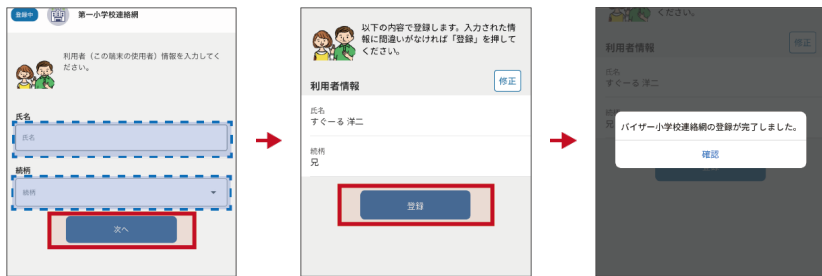 登録中
第一小学校連絡網
利用者（この端末の使用者）情報を入力してく
ださい。
氏名
氏名
続柄
続柄
次へ
以下の内容で登録します。入力された情
報に間違いがなければ「登録」を押して
ください。
利用者情報
修正
氏名
すぐーる 洋二
続柄
兄
登録
ください。
利用者情報
修正
氏名
すぐーる 洋二
続柄
兄
バイザー小学校連絡網の登録が完了しました。
確認
登録